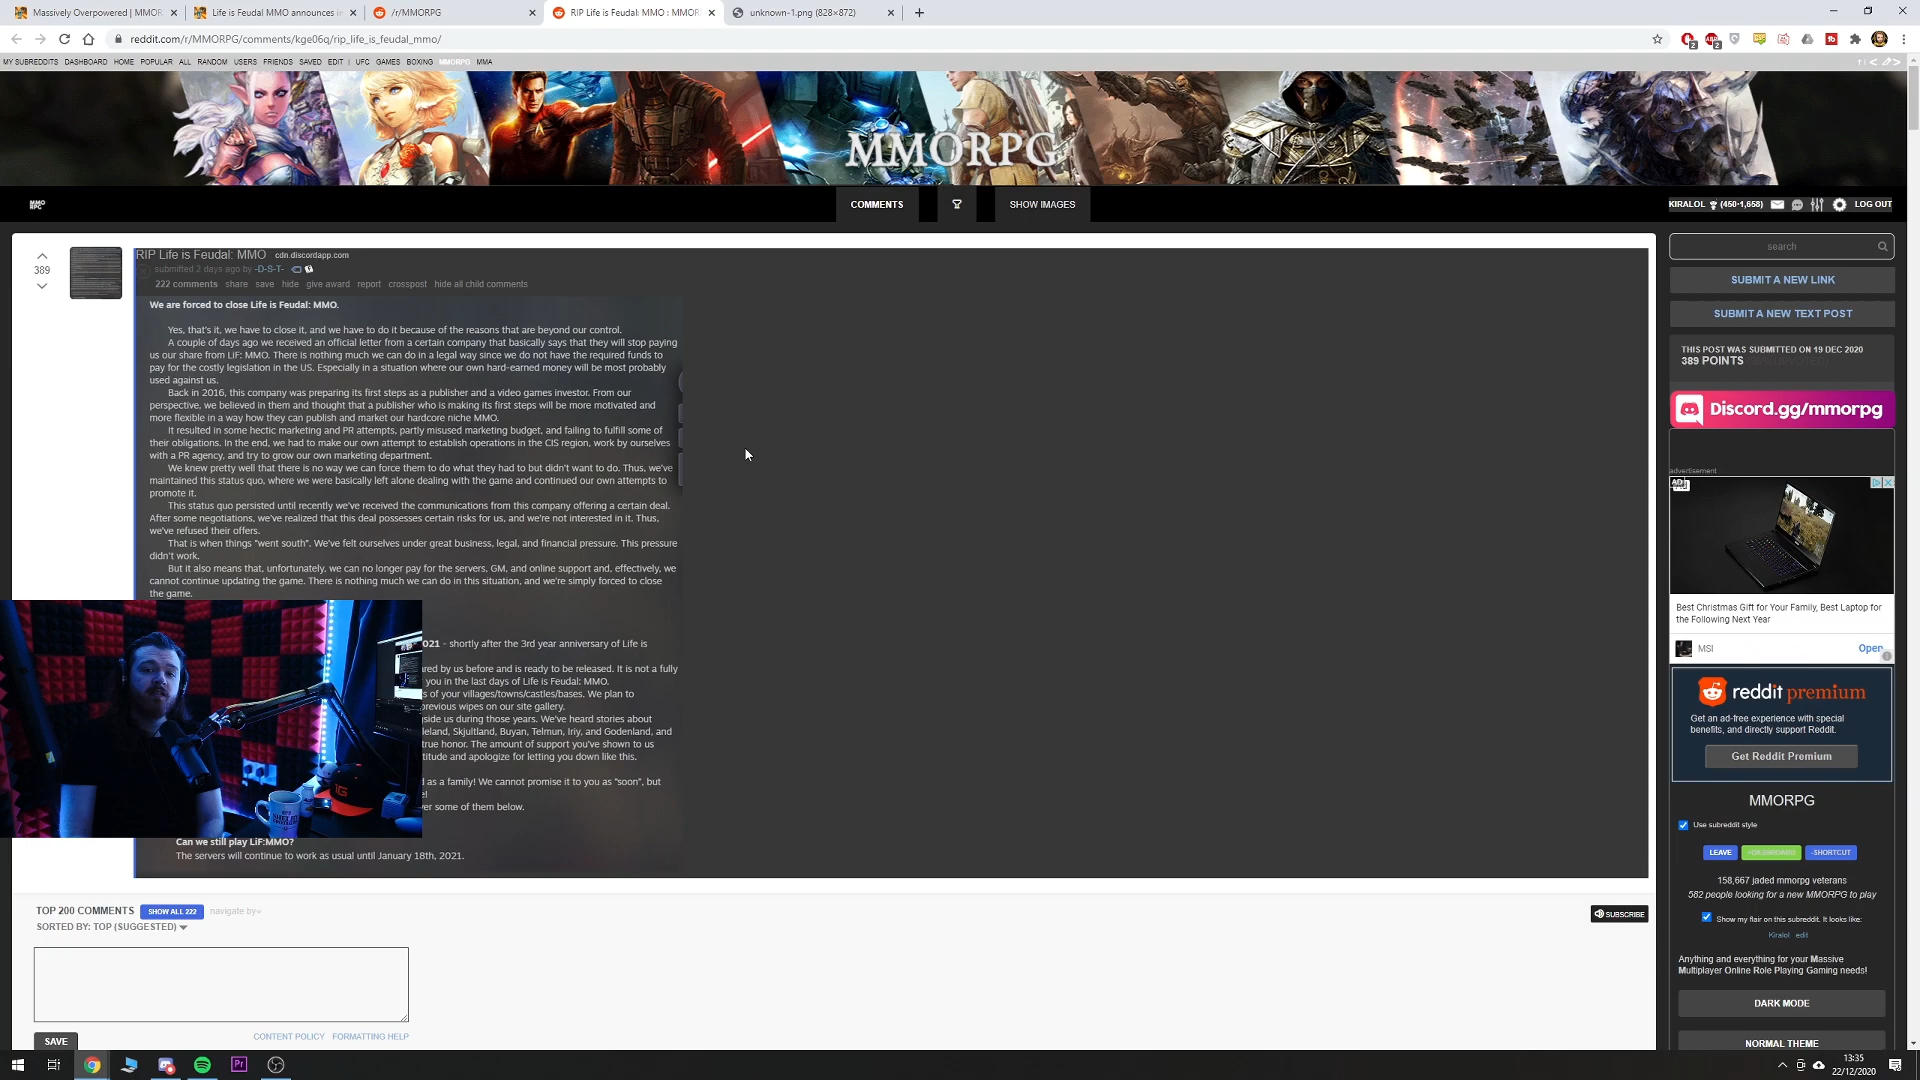 Massively Overpowered | MMOR
Life is Feudal MMO announces in
/r/MMORPG
RIP Life is Feudal: MMO : MMOR
unknown-1.png (828×872)
reddit.com/r/MMORPG/comments/kge06q/rip_life_is_feudal_mmo/
MY SUBREDDITS DASHBOARD HOME POPULAR ALL RANDOM USERS FRIENDS SAVED EDIT | UFC GAMES BOXING MMORPG MMA
MMORPG
COMMENTS
SHOW IMAGES
KIRALOL (450·1,658)
LOG OUT
389
RIP Life is Feudal: MMO cdn.discordapp.com
submitted 2 days ago by -D-S-T-
222 comments share save hide give award report crosspost hide all child comments
We are forced to close Life is Feudal: MMO.
Yes, that's it, we have to close it, and we have to do it because of the reasons that are beyond our control.
A couple of days ago we received an official letter from a certain company that basically says that they will stop paying
us our share from LiF: MMO. There is nothing much we can do in a legal way since we do not have the required funds to
pay for the costly legislation in the US. Especially in a situation where our own hard-earned money will be most probably
used against us.
Back in 2016, this company was preparing its first steps as a publisher and a video games investor. From our
perspective, we believed in them and thought that a publisher who is making its first steps will be more motivated and
more flexible in a way how they can publish and market our hardcore niche MMO.
It resulted in some hectic marketing and PR attempts, partly misused marketing budget, and failing to fulfill some of
their obligations. In the end, we had to make our own attempt to establish operations in the CIS region, work by ourselves
with a PR agency, and try to grow our own marketing department.
We knew pretty well that there is no way we can force them to do what they had to but didn't want to do. Thus, we've
maintained this status quo, where we were basically left alone dealing with the game and continued our own attempts to
promote it.
This status quo persisted until recently we've received the communications from this company offering a certain deal.
After some negotiations, we've realized that this deal possesses certain risks for us, and we're not interested in it. Thus,
we've refused their offers.
That is when things "went south". We've felt ourselves under great business, legal, and financial pressure. This pressure
didn't work.
But it also means that, unfortunately, we can no longer pay for the servers, GM, and online support and, effectively, we
cannot continue updating the game. There is nothing much we can do in this situation, and we're simply forced to close
the game.
021 - shortly after the 3rd year anniversary of Life is
ared by us before and is ready to be released. It is not a fully
you in the last days of Life is Feudal: MMO.
s of your villages/towns/castles/bases. We plan to
previous wipes on our site gallery.
side us during those years. We've heard stories about
leland, Skjultland, Buyan, Telmun, Iriy, and Godenland, and
true honor. The amount of support you've shown to us
titude and apologize for letting you down like this.
d as a family! We cannot promise it to you as "soon", but
e!
er some of them below.
Can we still play LiF:MMO?
The servers will continue to work as usual until January 18th, 2021.
TOP 200 COMMENTS SHOW ALL 222 navigate by
SORTED BY: TOP (SUGGESTED)
SUBSCRIBE
CONTENT POLICY FORMATTING HELP
SAVE
search
SUBMIT A NEW LINK
SUBMIT A NEW TEXT POST
THIS POST WAS SUBMITTED ON 19 DEC 2020
389 POINTS
Discord.gg/mmorpg
advertisement
AD
Best Christmas Gift for Your Family, Best Laptop for
the Following Next Year
MSI
Open
reddit premium
Get an ad-free experience with special
benefits, and directly support Reddit.
Get Reddit Premium
MMORPG
Use subreddit style
LEAVE +DASHBOARD -SHORTCUT
158,667 jaded mmorpg veterans
582 people looking for a new MMORPG to play
Show my flair on this subreddit. It looks like:
Kiralol edit
Anything and everything for your Massive
Multiplayer Online Role Playing Gaming needs!
DARK MODE
NORMAL THEME
13:35
22/12/2020